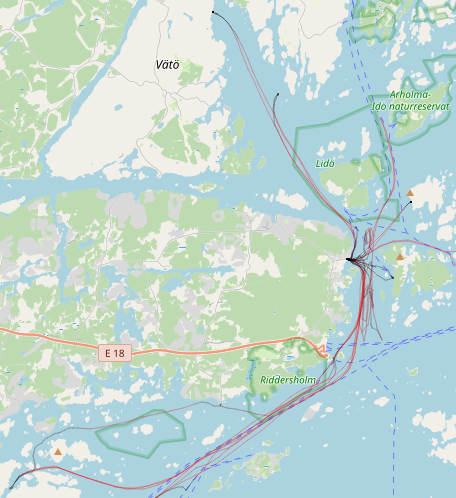 Vätö
Arholma-
Idö naturreservat
Lidö
E 18
Riddersholm